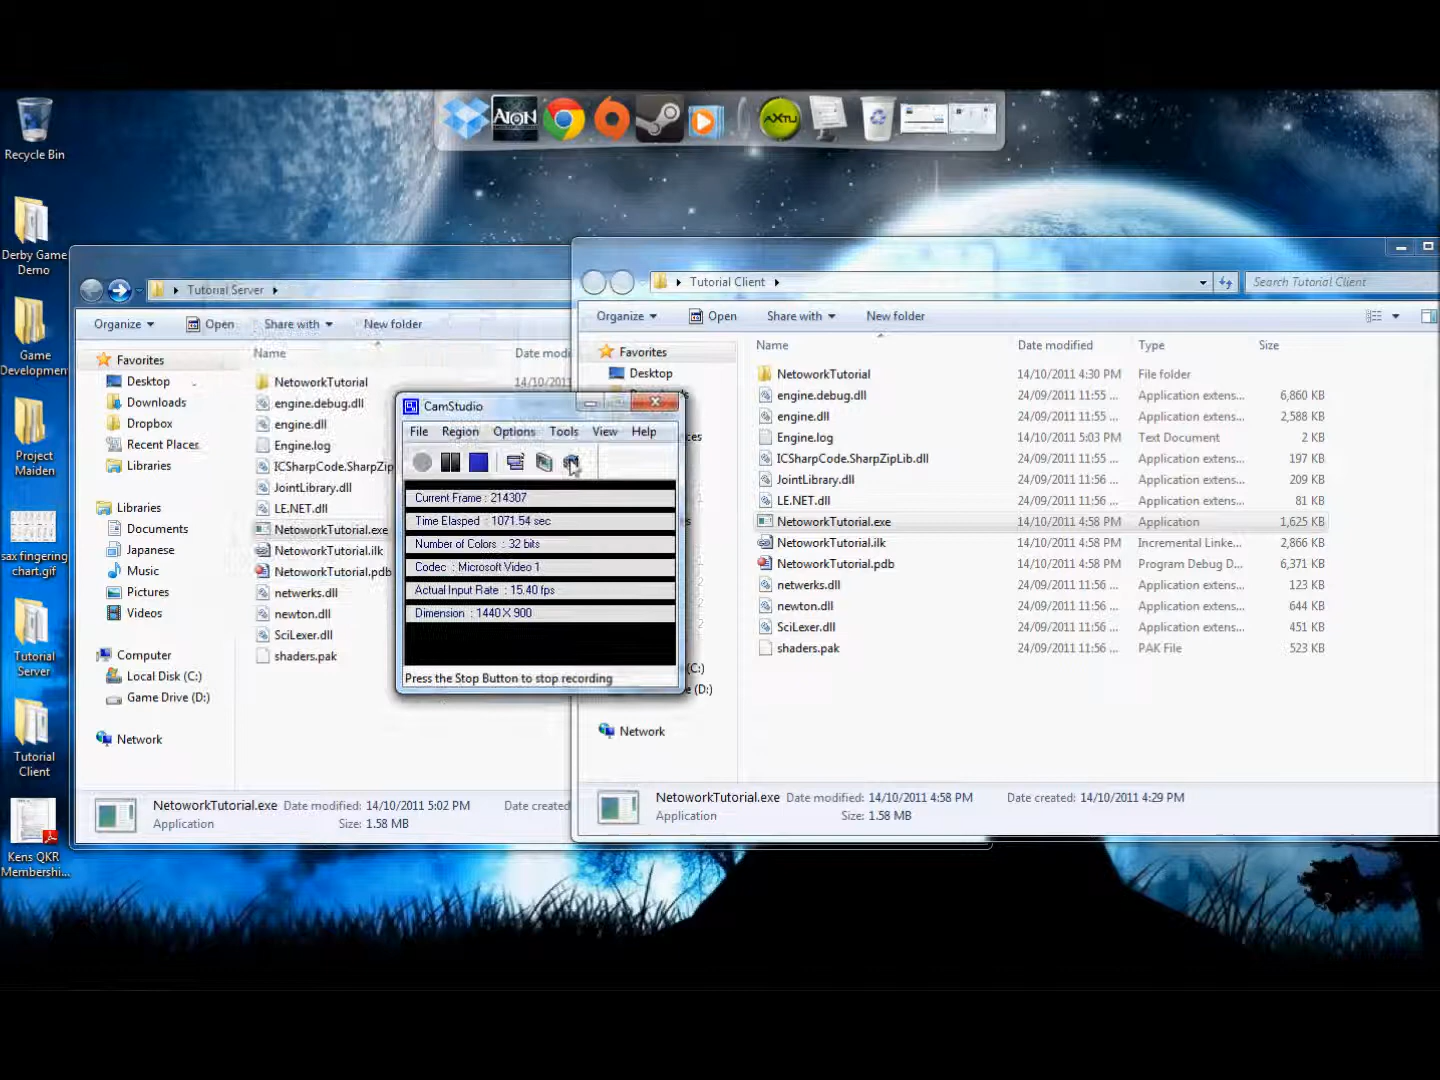 Recycle Bin
Derby Game
Demo
Game
Development
Project
Maiden
sax fingering
chart.gif
Tutorial
Server
Tutorial
Client
Kens QKR
Membershi...
AION
AXTU
Tutorial Server
Organize
Open
Share with
New folder
Favorites
Desktop
Downloads
Dropbox
Recent Places
Libraries
Libraries
Documents
Japanese
Music
Pictures
Videos
Computer
Local Disk (C:)
Game Drive (D:)
Network
Name
Date modi
NetoworkTutorial
14/10/2011
engine.debug.dll
engine.dll
Engine.log
ICSharpCode.SharpZip
JointLibrary.dll
LE.NET.dll
NetoworkTutorial.exe
NetoworkTutorial.ilk
NetoworkTutorial.pdb
netwerks.dll
newton.dll
SciLexer.dll
shaders.pak
NetoworkTutorial.exe Date modified: 14/10/2011 5:02 PM Date created:
Application Size: 1.58 MB
CamStudio
File Region Options Tools View Help
Current Frame : 214307
Time Elasped : 1071.54 sec
Number of Colors : 32 bits
Codec : Microsoft Video 1
Actual Input Rate : 15.40 fps
Dimension : 1440 X 900
Press the Stop Button to stop recording
Tutorial Client
Search Tutorial Client
Organize
Open
Share with
New folder
Favorites
Desktop
(C:)
e (D:)
Network
Name Date modified Type Size
NetoworkTutorial 14/10/2011 4:30 PM File folder
engine.debug.dll 24/09/2011 11:55 ... Application extens... 6,860 KB
engine.dll 24/09/2011 11:55 ... Application extens... 2,588 KB
Engine.log 14/10/2011 5:03 PM Text Document 2 KB
ICSharpCode.SharpZipLib.dll 24/09/2011 11:56 ... Application extens... 197 KB
JointLibrary.dll 24/09/2011 11:56 ... Application extens... 209 KB
LE.NET.dll 24/09/2011 11:56 ... Application extens... 81 KB
NetoworkTutorial.exe 14/10/2011 4:58 PM Application 1,625 KB
NetoworkTutorial.ilk 14/10/2011 4:58 PM Incremental Linke... 2,866 KB
NetoworkTutorial.pdb 14/10/2011 4:58 PM Program Debug D... 6,371 KB
netwerks.dll 24/09/2011 11:56 ... Application extens... 123 KB
newton.dll 24/09/2011 11:56 ... Application extens... 644 KB
SciLexer.dll 24/09/2011 11:56 ... Application extens... 451 KB
shaders.pak 24/09/2011 11:56 ... PAK File 523 KB
NetoworkTutorial.exe Date modified: 14/10/2011 4:58 PM Date created: 14/10/2011 4:29 PM
Application Size: 1.58 MB